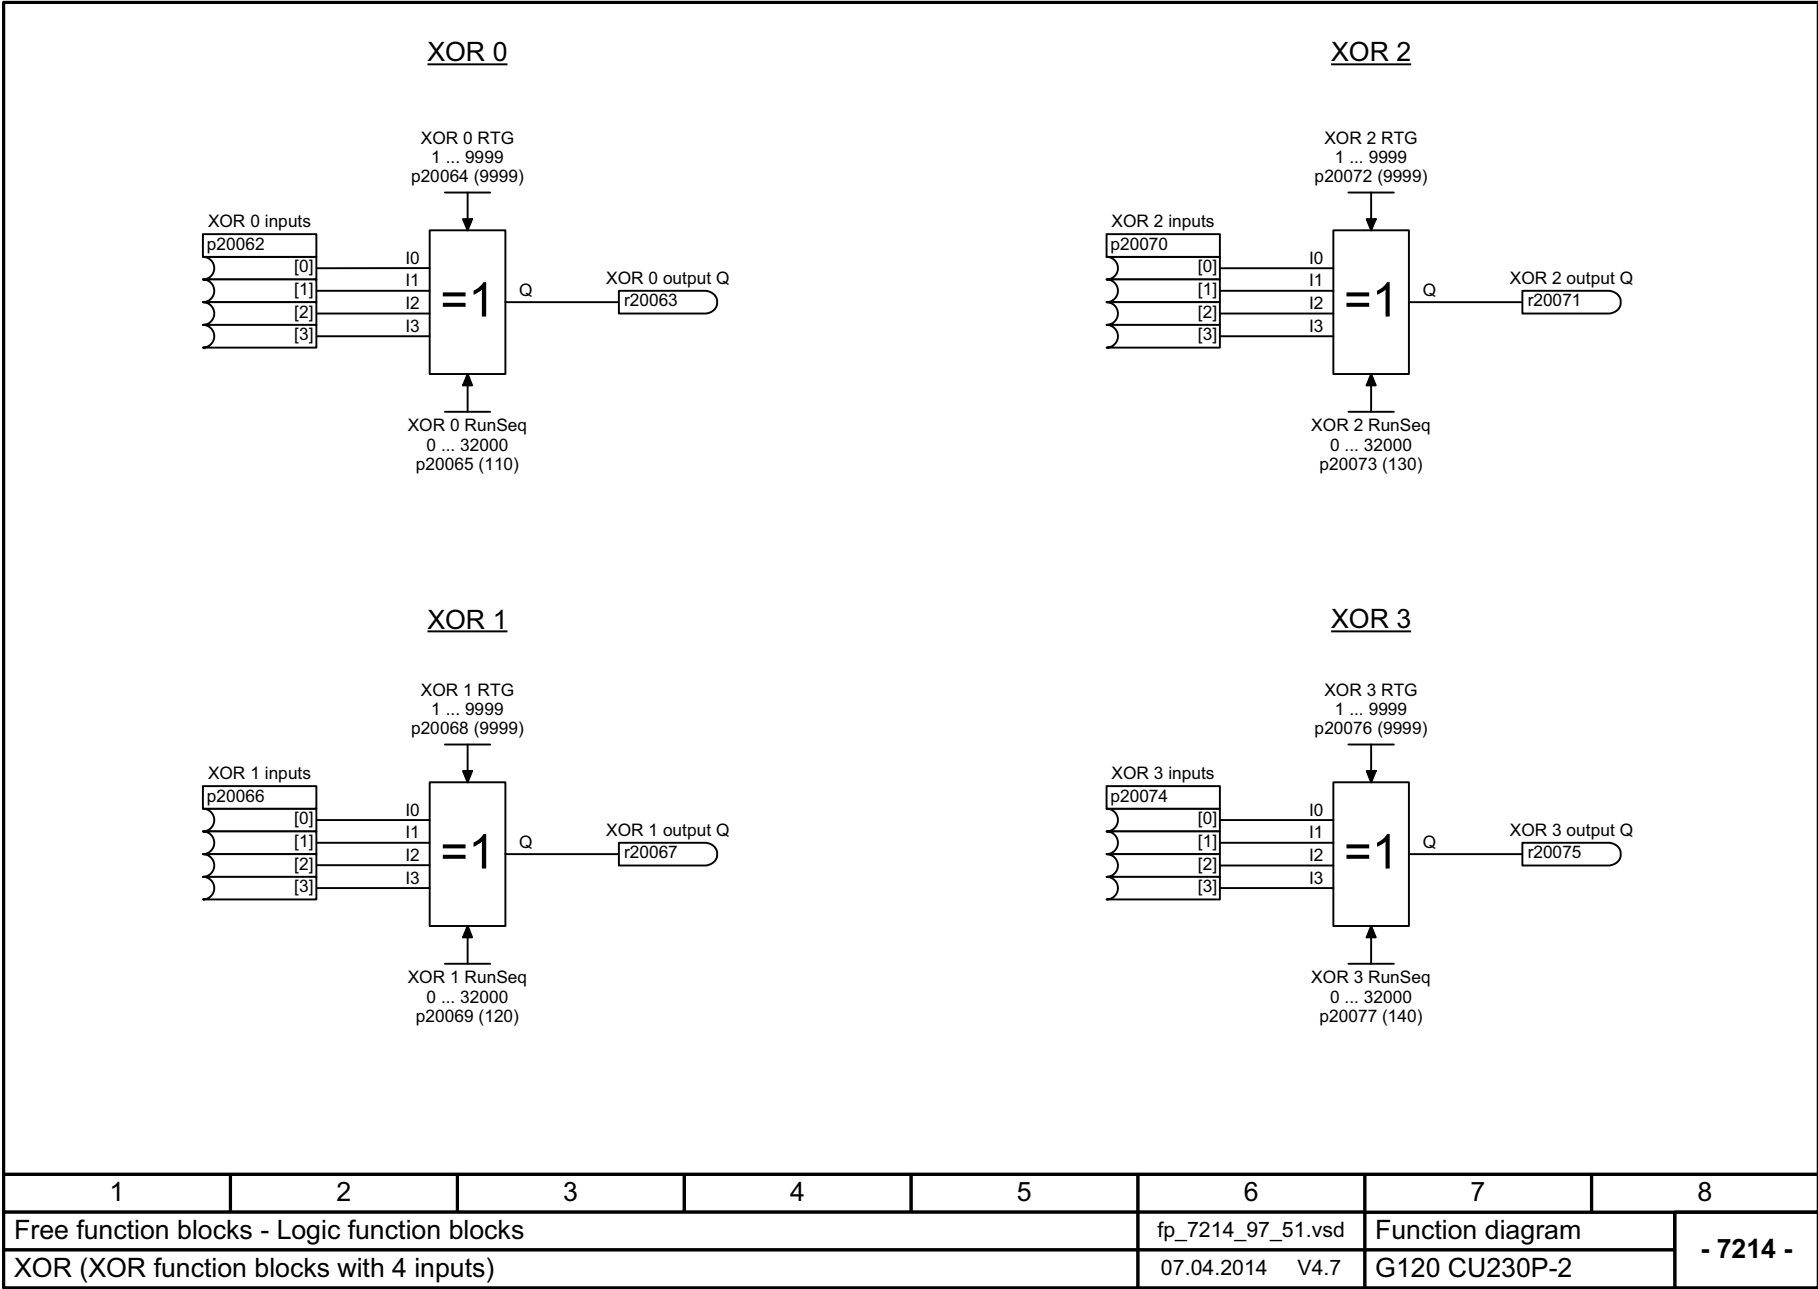 XOR 0
XOR 0 RTG
1 ... 9999
p20064 (9999)
XOR 0 inputs
p20062
[0]
[1]
[2]
[3]
I0
I1
I2
I3
=1
Q
XOR 0 output Q
r20063
XOR 0 RunSeq
0 ... 32000
p20065 (110)
XOR 2
XOR 2 RTG
1 ... 9999
p20072 (9999)
XOR 2 inputs
p20070
[0]
[1]
[2]
[3]
I0
I1
I2
I3
=1
Q
XOR 2 output Q
r20071
XOR 2 RunSeq
0 ... 32000
p20073 (130)
XOR 1
XOR 1 RTG
1 ... 9999
p20068 (9999)
XOR 1 inputs
p20066
[0]
[1]
[2]
[3]
I0
I1
I2
I3
=1
Q
XOR 1 output Q
r20067
XOR 1 RunSeq
0 ... 32000
p20069 (120)
XOR 3
XOR 3 RTG
1 ... 9999
p20076 (9999)
XOR 3 inputs
p20074
[0]
[1]
[2]
[3]
I0
I1
I2
I3
=1
Q
XOR 3 output Q
r20075
XOR 3 RunSeq
0 ... 32000
p20077 (140)
1 2 3 4 5 6 7 8
Free function blocks - Logic function blocks
fp_7214_97_51.vsd
Function diagram
- 7214 -
XOR (XOR function blocks with 4 inputs)
07.04.2014 V4.7
G120 CU230P-2